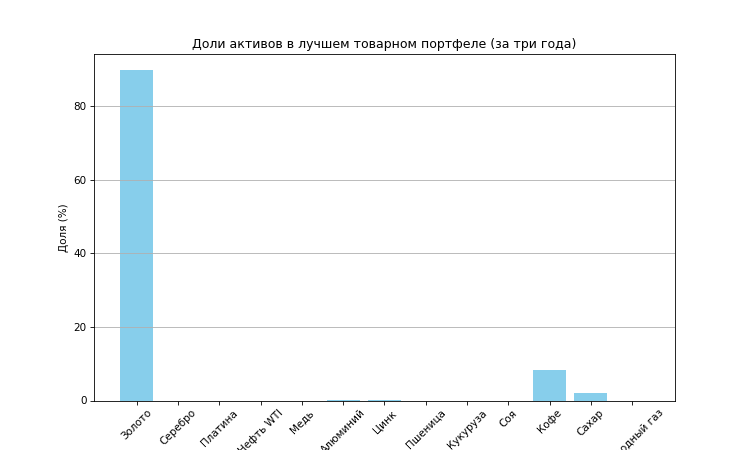 Доли активов в лучшем товарном портфеле (за три года)
Доля (%)
80
60
40
20
0
Золото
Серебро
Платина
Нефть WTI
Медь
Алюминий
Цинк
Пшеница
Кукуруза
Соя
Кофе
Сахар
газ